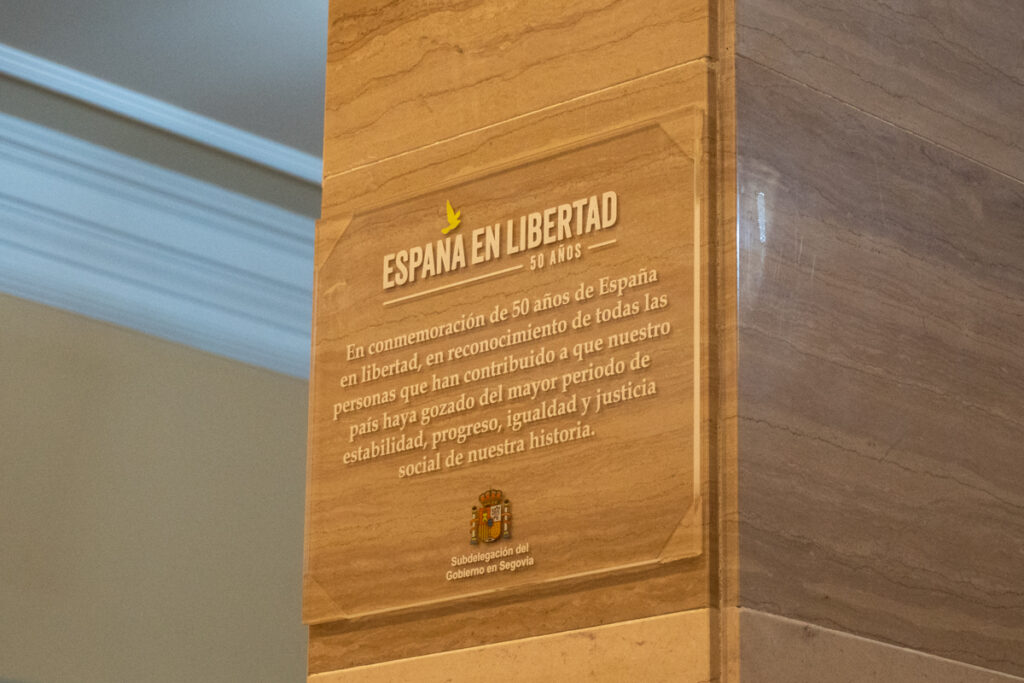 ESPAÑA EN LIBERTAD
50 AÑOS
En conmemoración de 50 años de España
en libertad, en reconocimiento de todas las
personas que han contribuido a que nuestro
país haya gozado del mayor periodo de
estabilidad, progreso, igualdad y justicia
social de nuestra historia.
Subdelegación del
Gobierno en Segovia